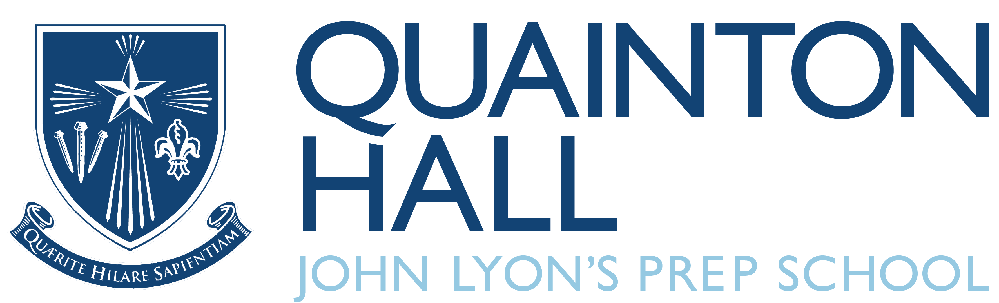 QUAINTON
HALL
JOHN LYON'S PREP SCHOOL
QUÆRITE HILARE SAPIENTIAM